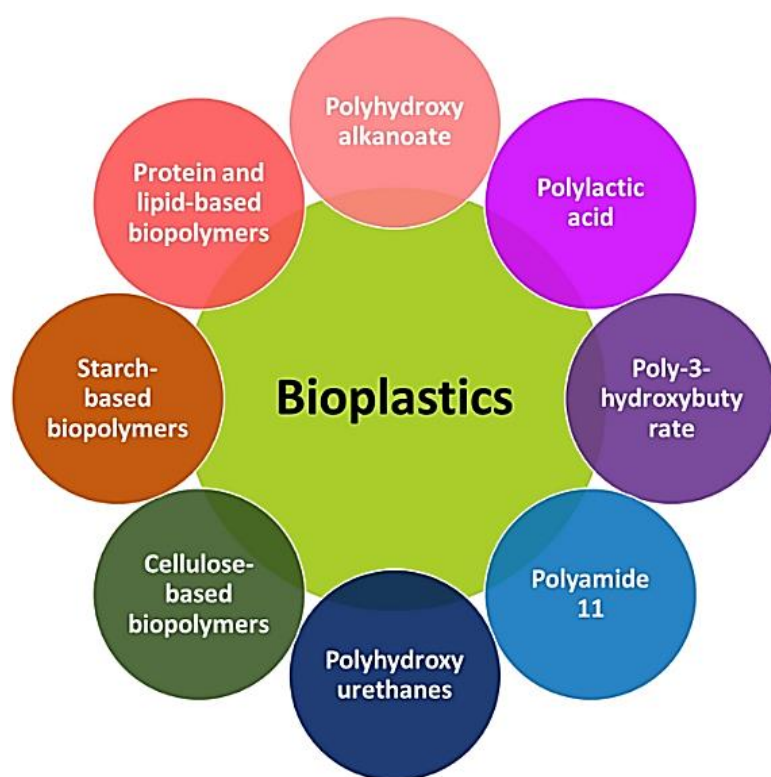 Polyhydroxy
alkanoate
Polylactic
acid
Poly-3-
hydroxybuty
rate
Polyamide
11
Polyhydroxy
urethanes
Cellulose-
based
biopolymers
Starch-
based
biopolymers
Protein and
lipid-based
biopolymers
Bioplastics